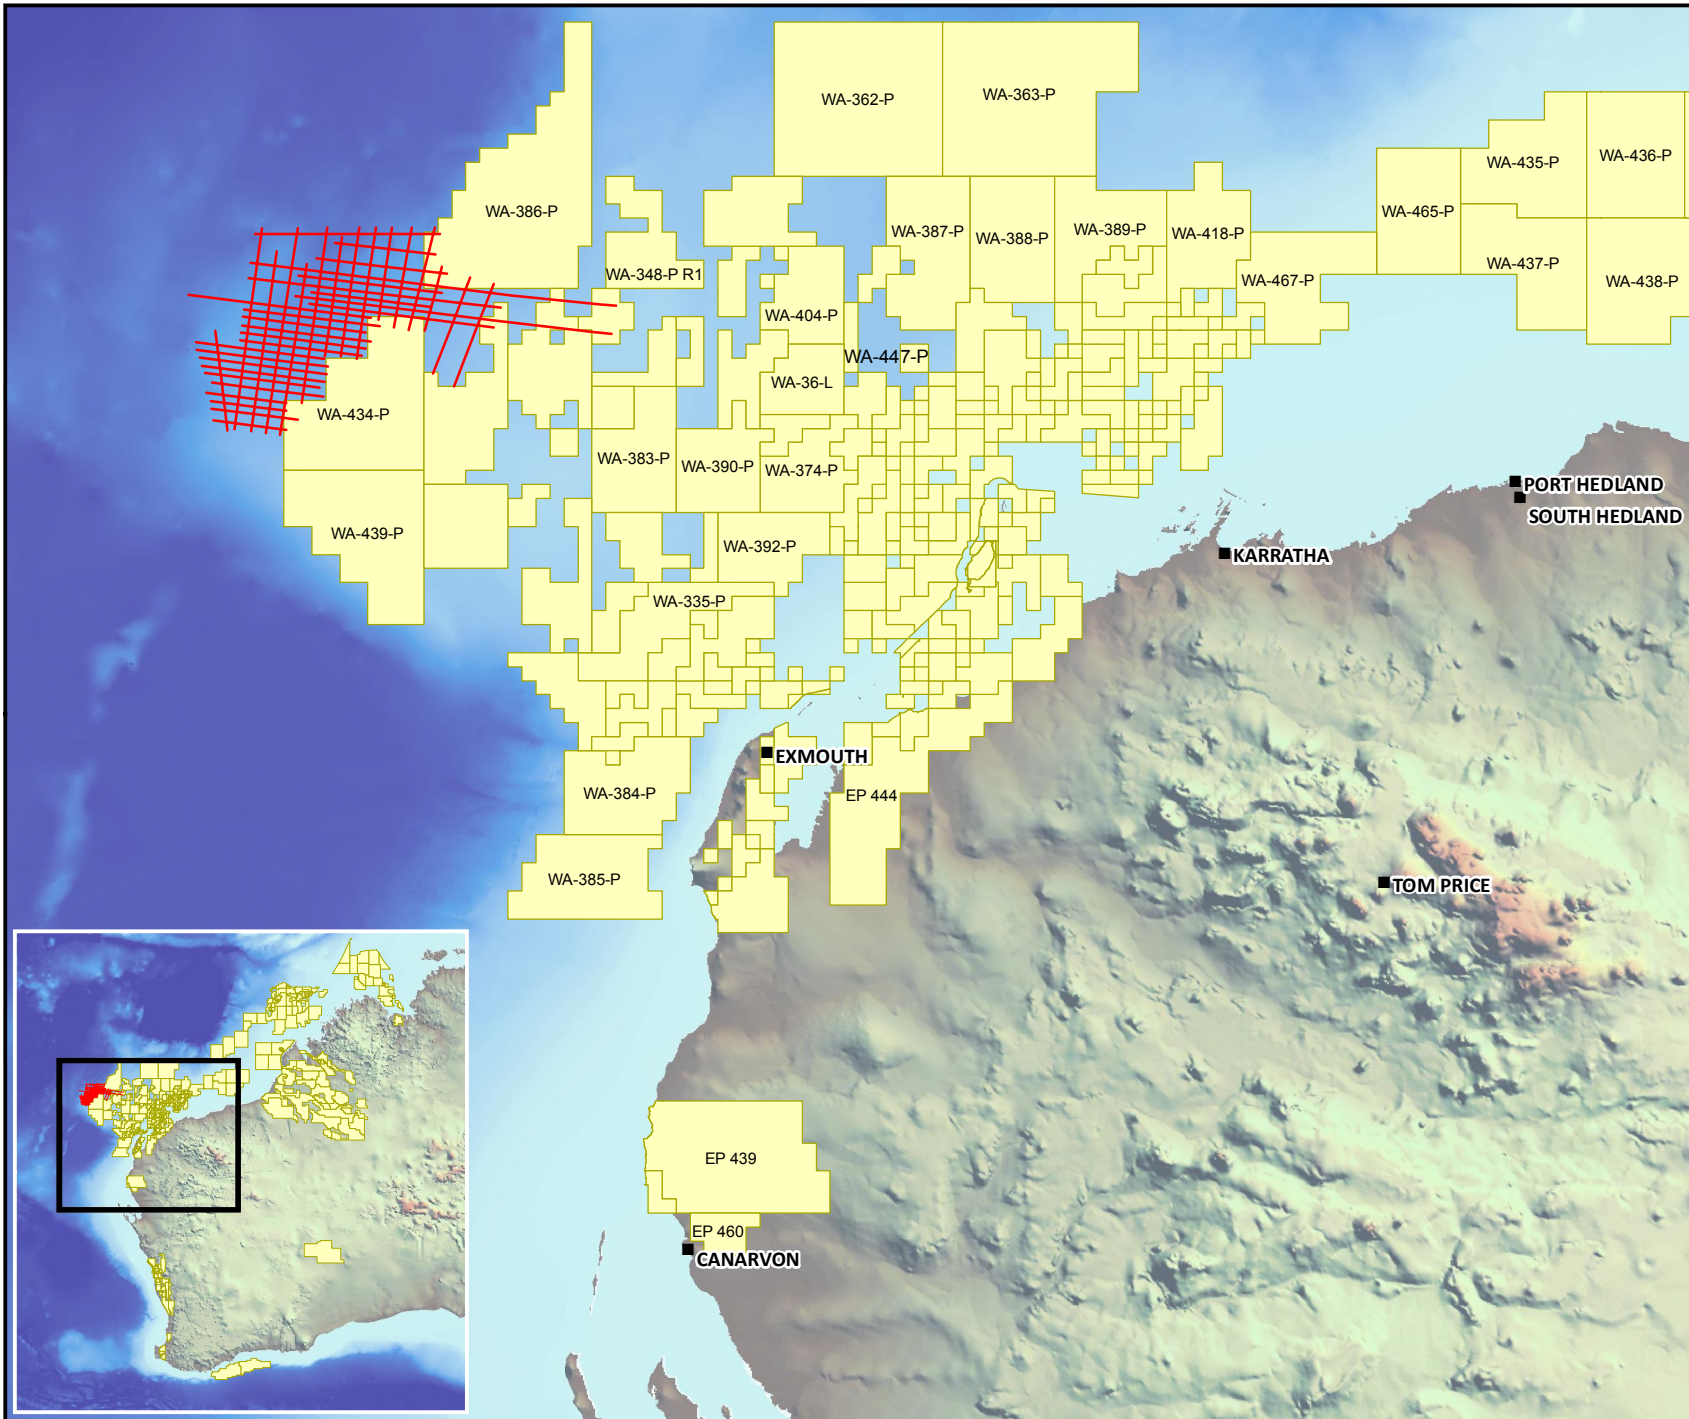 WA-362-P
WA-363-P
WA-435-P
WA-436-P
WA-386-P
WA-465-P
WA-387-P
WA-388-P
WA-389-P
WA-418-P
WA-437-P
WA-348-P R1
WA-467-P
WA-438-P
WA-404-P
WA-447-P
WA-36-L
WA-434-P
WA-383-P
WA-390-P
WA-374-P
PORT HEDLAND
SOUTH HEDLAND
WA-439-P
WA-392-P
KARRATHA
WA-335-P
EXMOUTH
WA-384-P
EP 444
WA-385-P
TOM PRICE
EP 439
EP 460
CANARVON